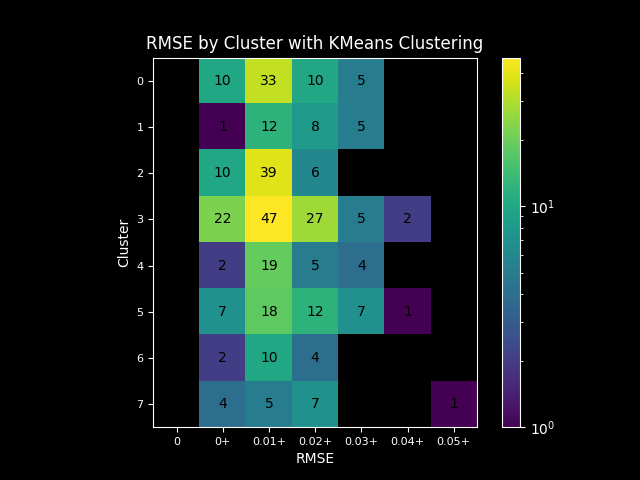 RMSE by Cluster with KMeans Clustering
0 10 33 10 5
1 1 12 8 5
2 10 39 6
3 22 47 27 5 2
4 2 19 5 4
5 7 18 12 7 1
6 2 10 4
7 4 5 7 1
0 0+ 0.01+ 0.02+ 0.03+ 0.04+ 0.05+
RMSE
Cluster
10¹
10⁰